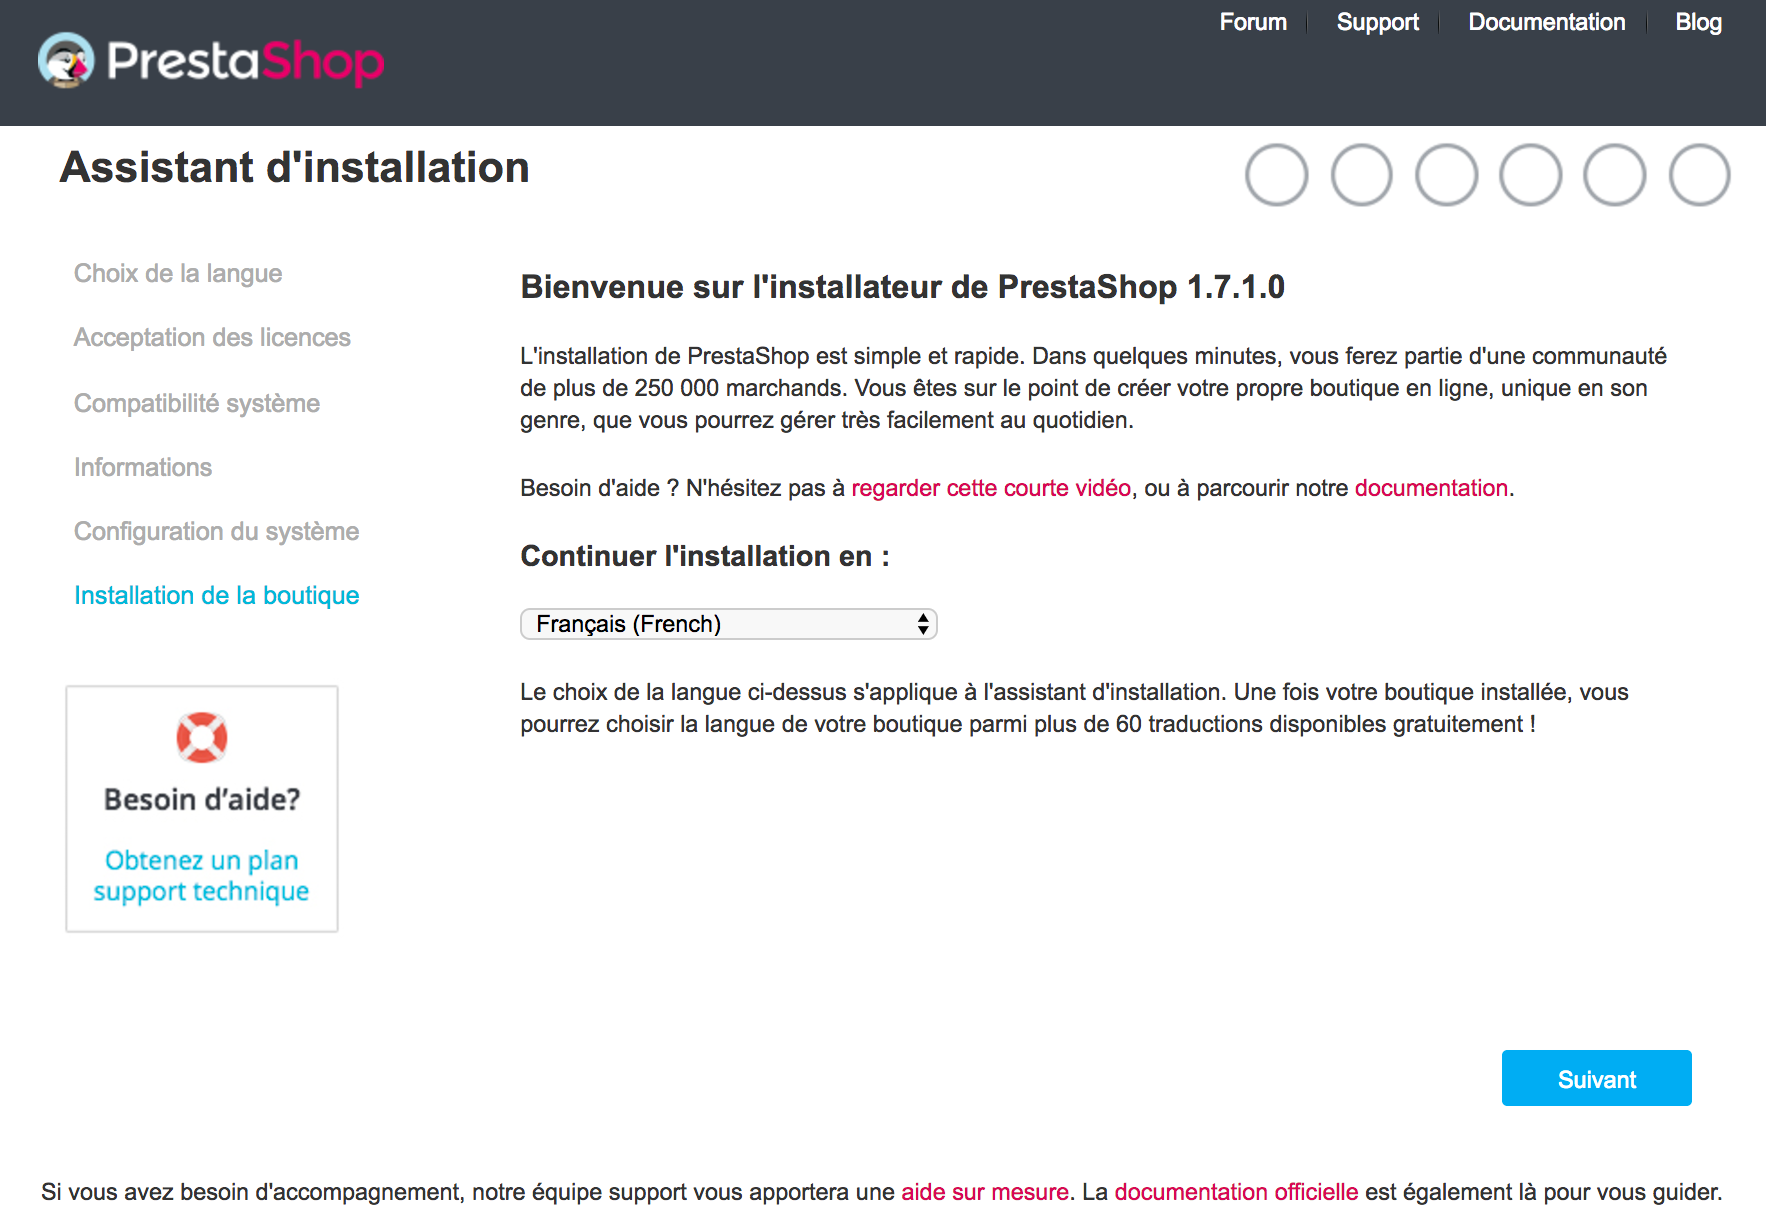 Forum
Support
Documentation
Blog
PrestaShop
Assistant d'installation
Choix de la langue
Acceptation des licences
Compatibilité système
Informations
Configuration du système
Installation de la boutique
Besoin d’aide?
Obtenez un plan
support technique
Bienvenue sur l'installateur de PrestaShop 1.7.1.0
L'installation de PrestaShop est simple et rapide. Dans quelques minutes, vous ferez partie d'une communauté
de plus de 250 000 marchands. Vous êtes sur le point de créer votre propre boutique en ligne, unique en son
genre, que vous pourrez gérer très facilement au quotidien.
Besoin d'aide ? N'hésitez pas à regarder cette courte vidéo, ou à parcourir notre documentation.
Continuer l'installation en :
Français (French)
Le choix de la langue ci-dessus s'applique à l'assistant d'installation. Une fois votre boutique installée, vous
pourrez choisir la langue de votre boutique parmi plus de 60 traductions disponibles gratuitement !
Suivant
Si vous avez besoin d'accompagnement, notre équipe support vous apportera une aide sur mesure. La documentation officielle est également là pour vous guider.